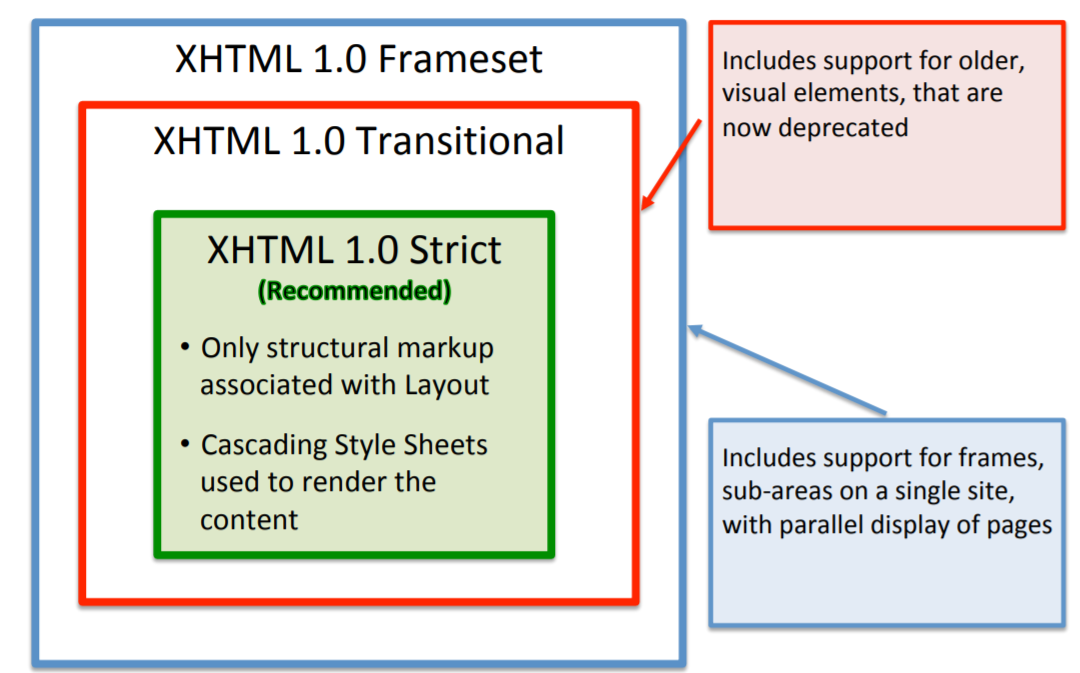 XHTML 1.0 Frameset
XHTML 1.0 Transitional
XHTML 1.0 Strict
(Recommended)
• Only structural markup
associated with Layout
• Cascading Style Sheets
used to render the
content
Includes support for older,
visual elements, that are
now deprecated
Includes support for frames,
sub-areas on a single site,
with parallel display of pages